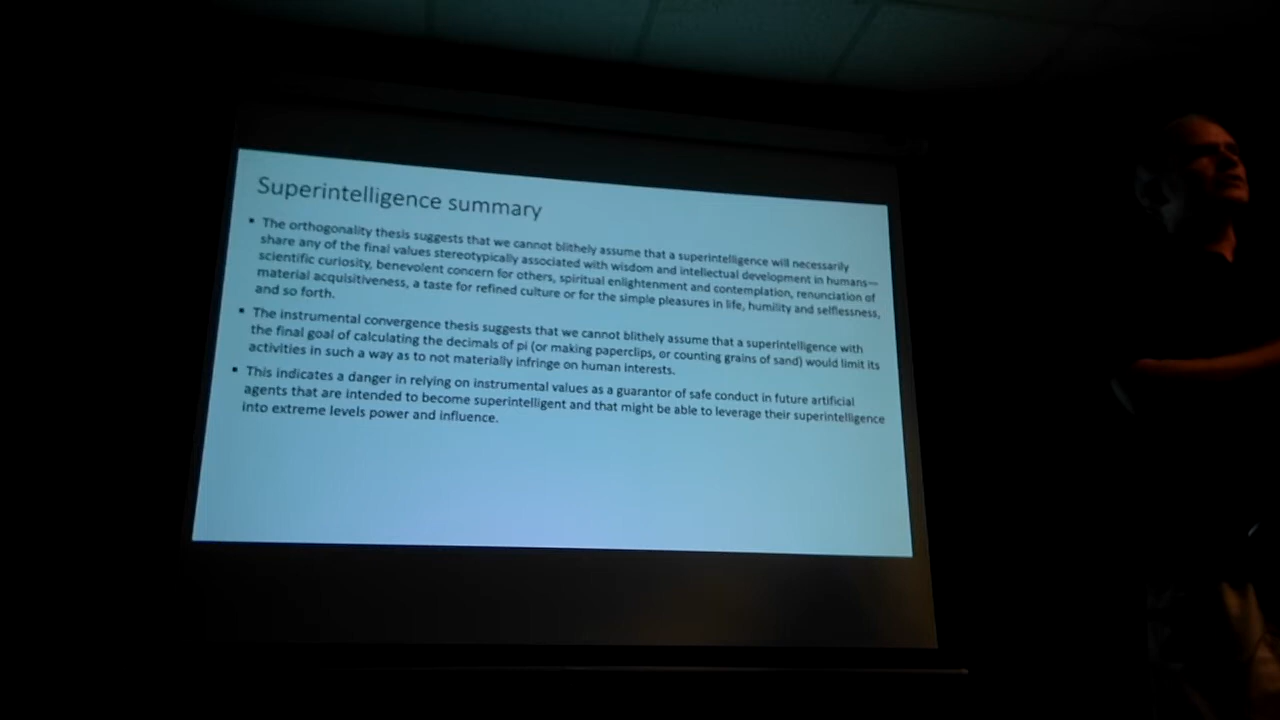 Superintelligence summary
▪ The orthogonality thesis suggests that we cannot blithely assume that a superintelligence will necessarily
share any of the final values stereotypically associated with wisdom and intellectual development in humans—
scientific curiosity, benevolent concern for others, spiritual enlightenment and contemplation, renunciation of
material acquisitiveness, a taste for refined culture or for the simple pleasures in life, humility and selflessness,
and so forth.
▪ The instrumental convergence thesis suggests that we cannot blithely assume that a superintelligence with
the final goal of calculating the decimals of pi (or making paperclips, or counting grains of sand) would limit its
activities in such a way as to not materially infringe on human interests.
▪ This indicates a danger in relying on instrumental values as a guarantor of safe conduct in future artificial
agents that are intended to become superintelligent and that might be able to leverage their superintelligence
into extreme levels power and influence.